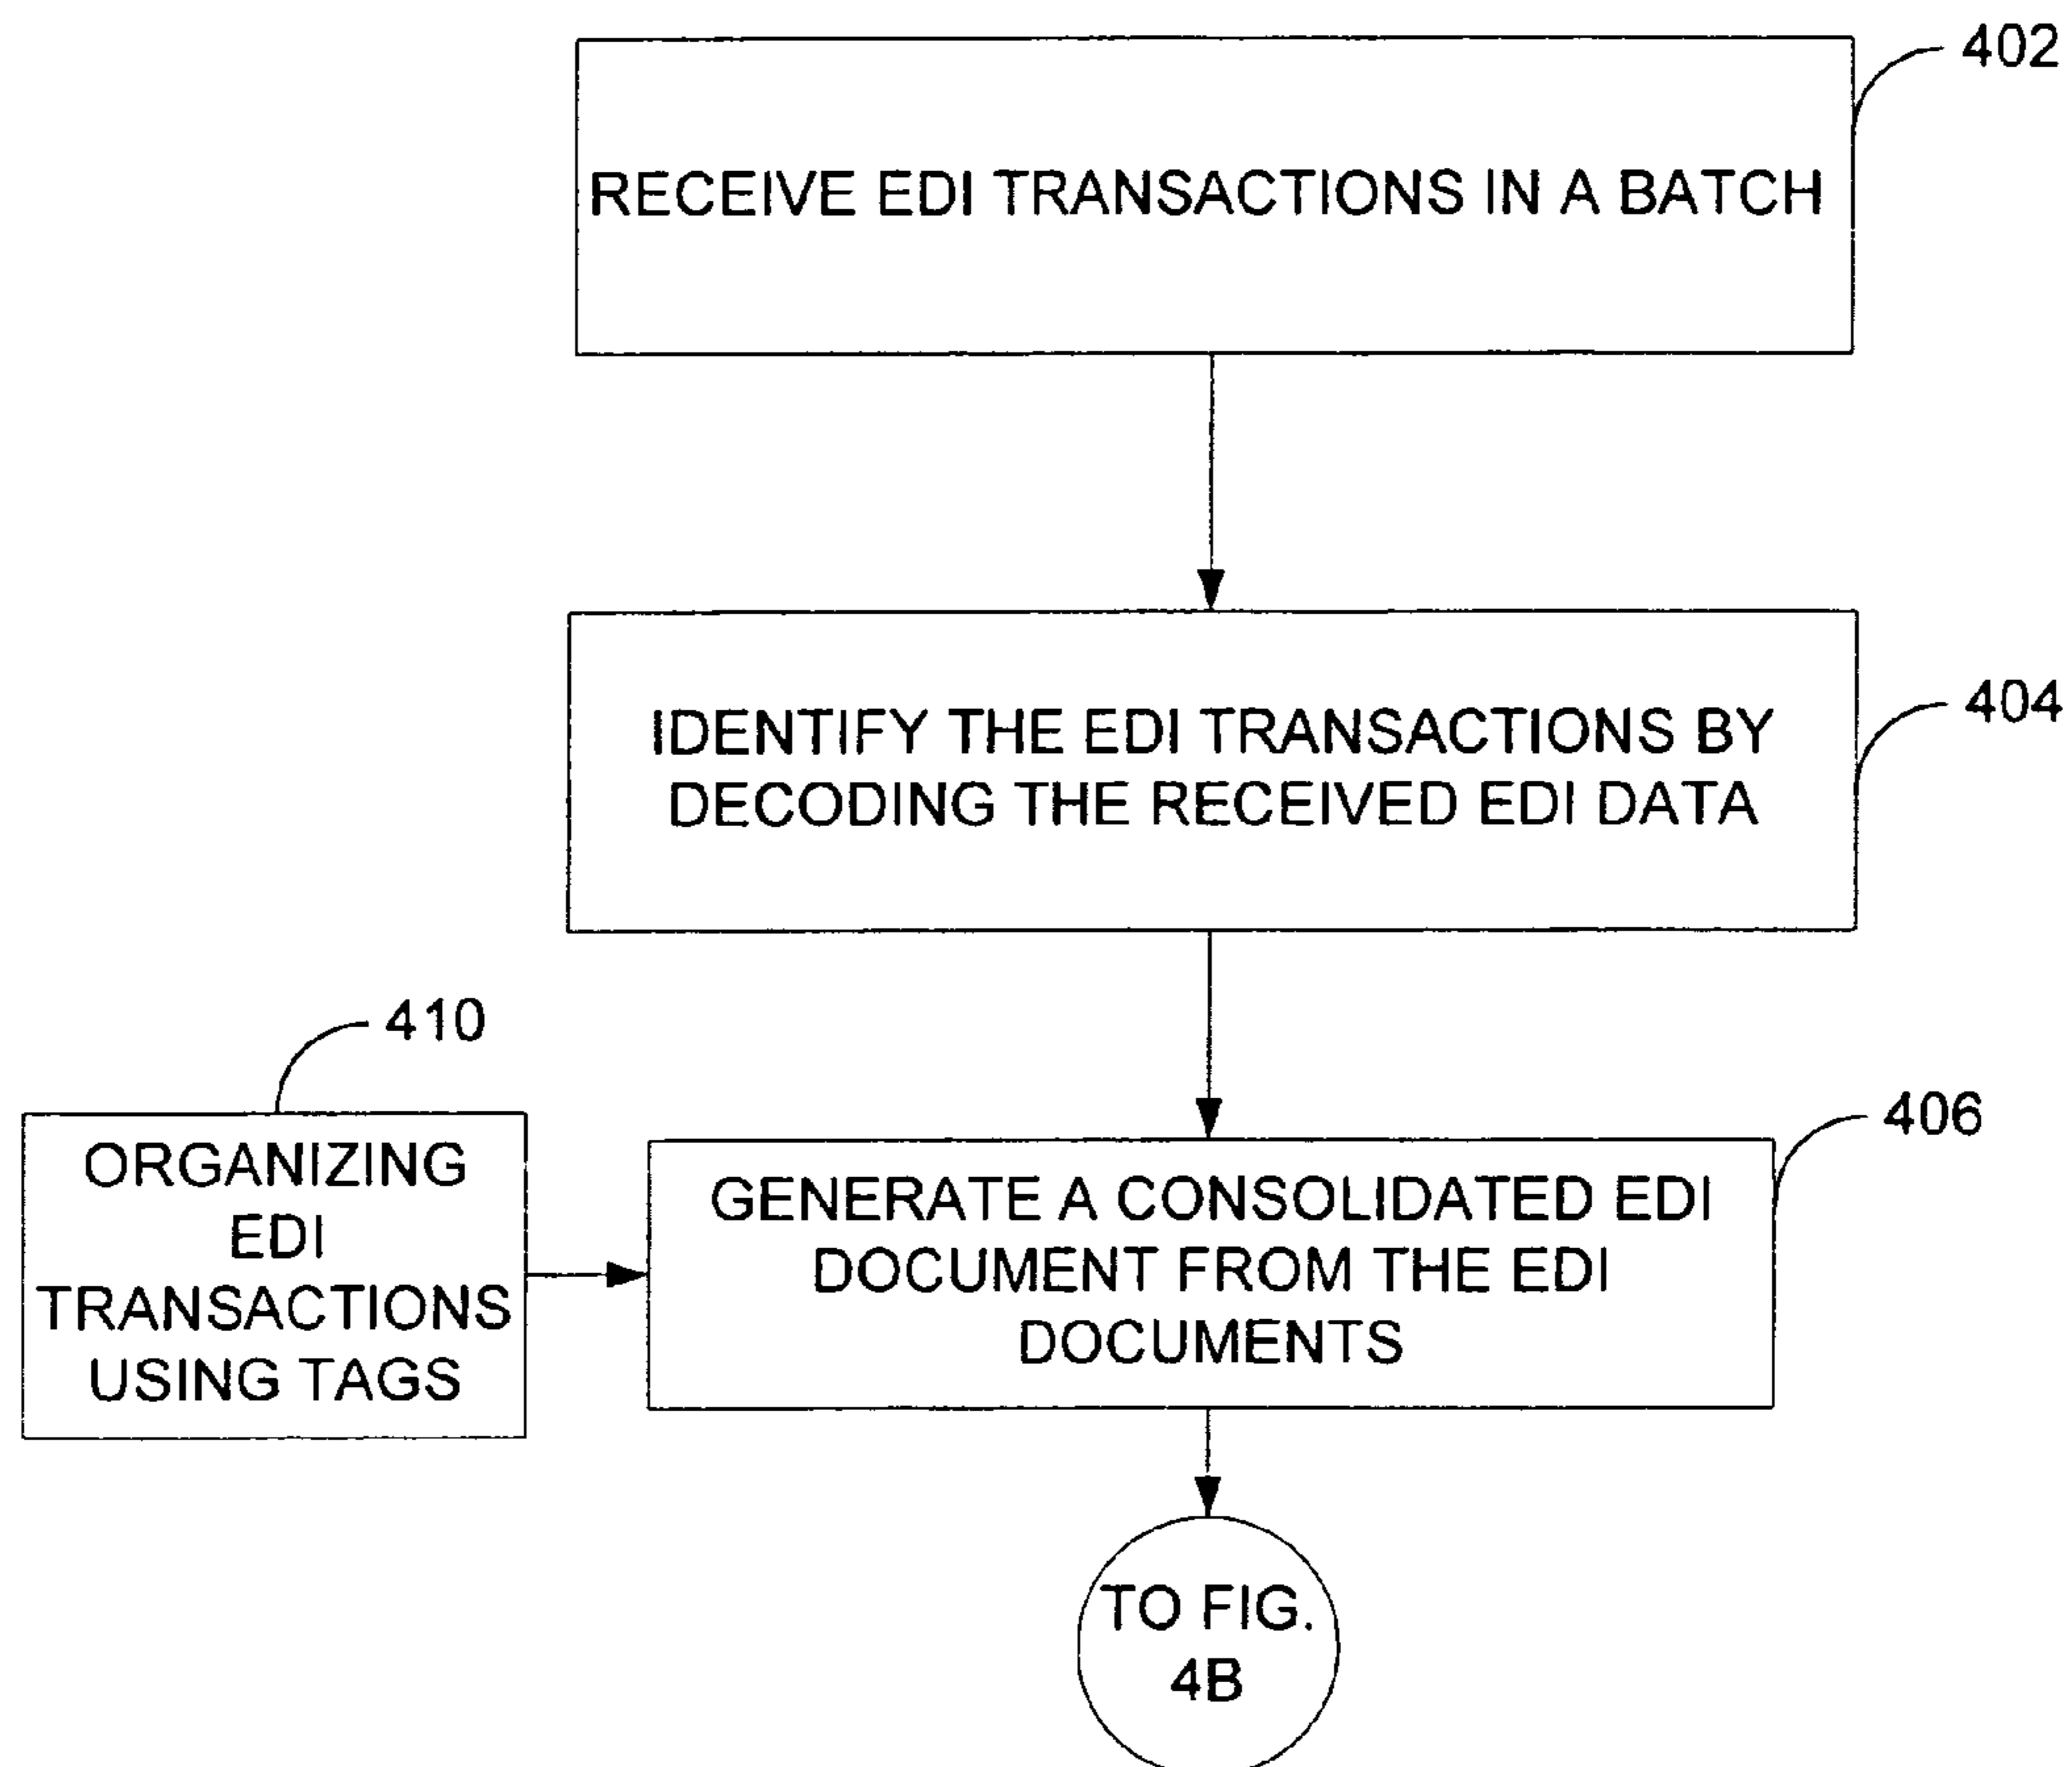 402
RECEIVE EDI TRANSACTIONS IN A BATCH
404
IDENTIFY THE EDI TRANSACTIONS BY
DECODING THE RECEIVED EDI DATA
410
ORGANIZING
EDI
TRANSACTIONS
USING TAGS
406
GENERATE A CONSOLIDATED EDI
DOCUMENT FROM THE EDI
DOCUMENTS
TO FIG.
4B